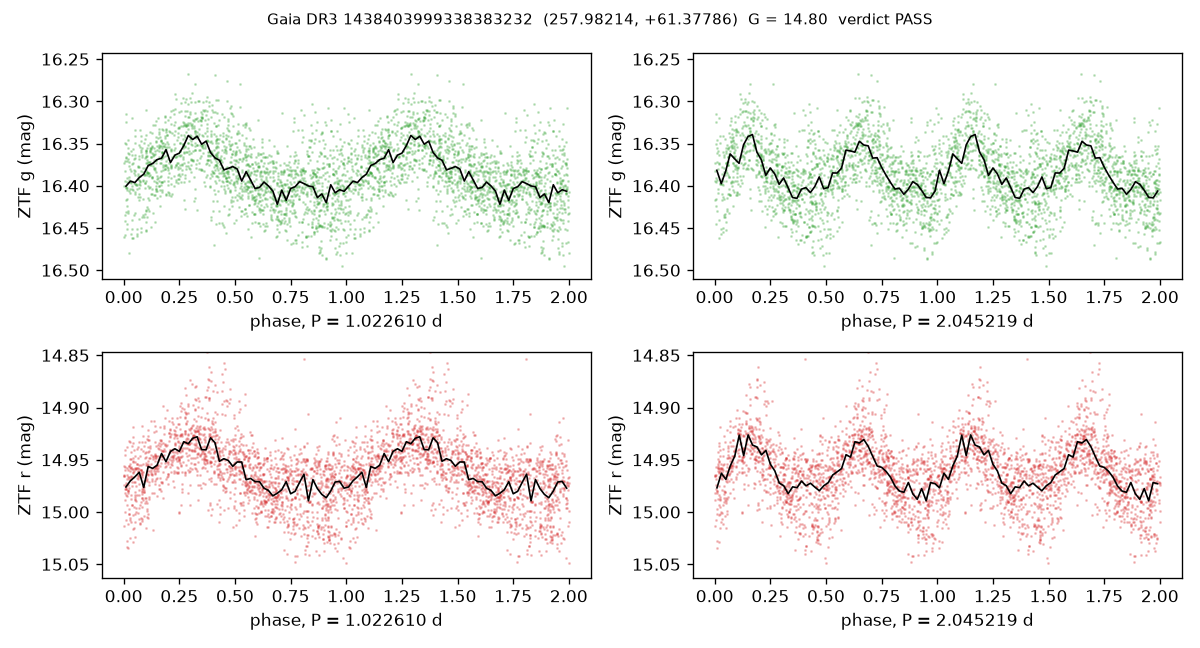 Gaia DR3 1438403999338383232 (257.98214, +61.37786) G = 14.80 verdict PASS
ZTF g (mag)
16.25
16.30
16.35
16.40
16.45
16.50
0.00 0.25 0.50 0.75 1.00 1.25 1.50 1.75 2.00
phase, P = 1.022610 d
ZTF g (mag)
16.25
16.30
16.35
16.40
16.45
16.50
0.00 0.25 0.50 0.75 1.00 1.25 1.50 1.75 2.00
phase, P = 2.045219 d
ZTF r (mag)
14.85
14.90
14.95
15.00
15.05
0.00 0.25 0.50 0.75 1.00 1.25 1.50 1.75 2.00
phase, P = 1.022610 d
ZTF r (mag)
14.85
14.90
14.95
15.00
15.05
0.00 0.25 0.50 0.75 1.00 1.25 1.50 1.75 2.00
phase, P = 2.045219 d